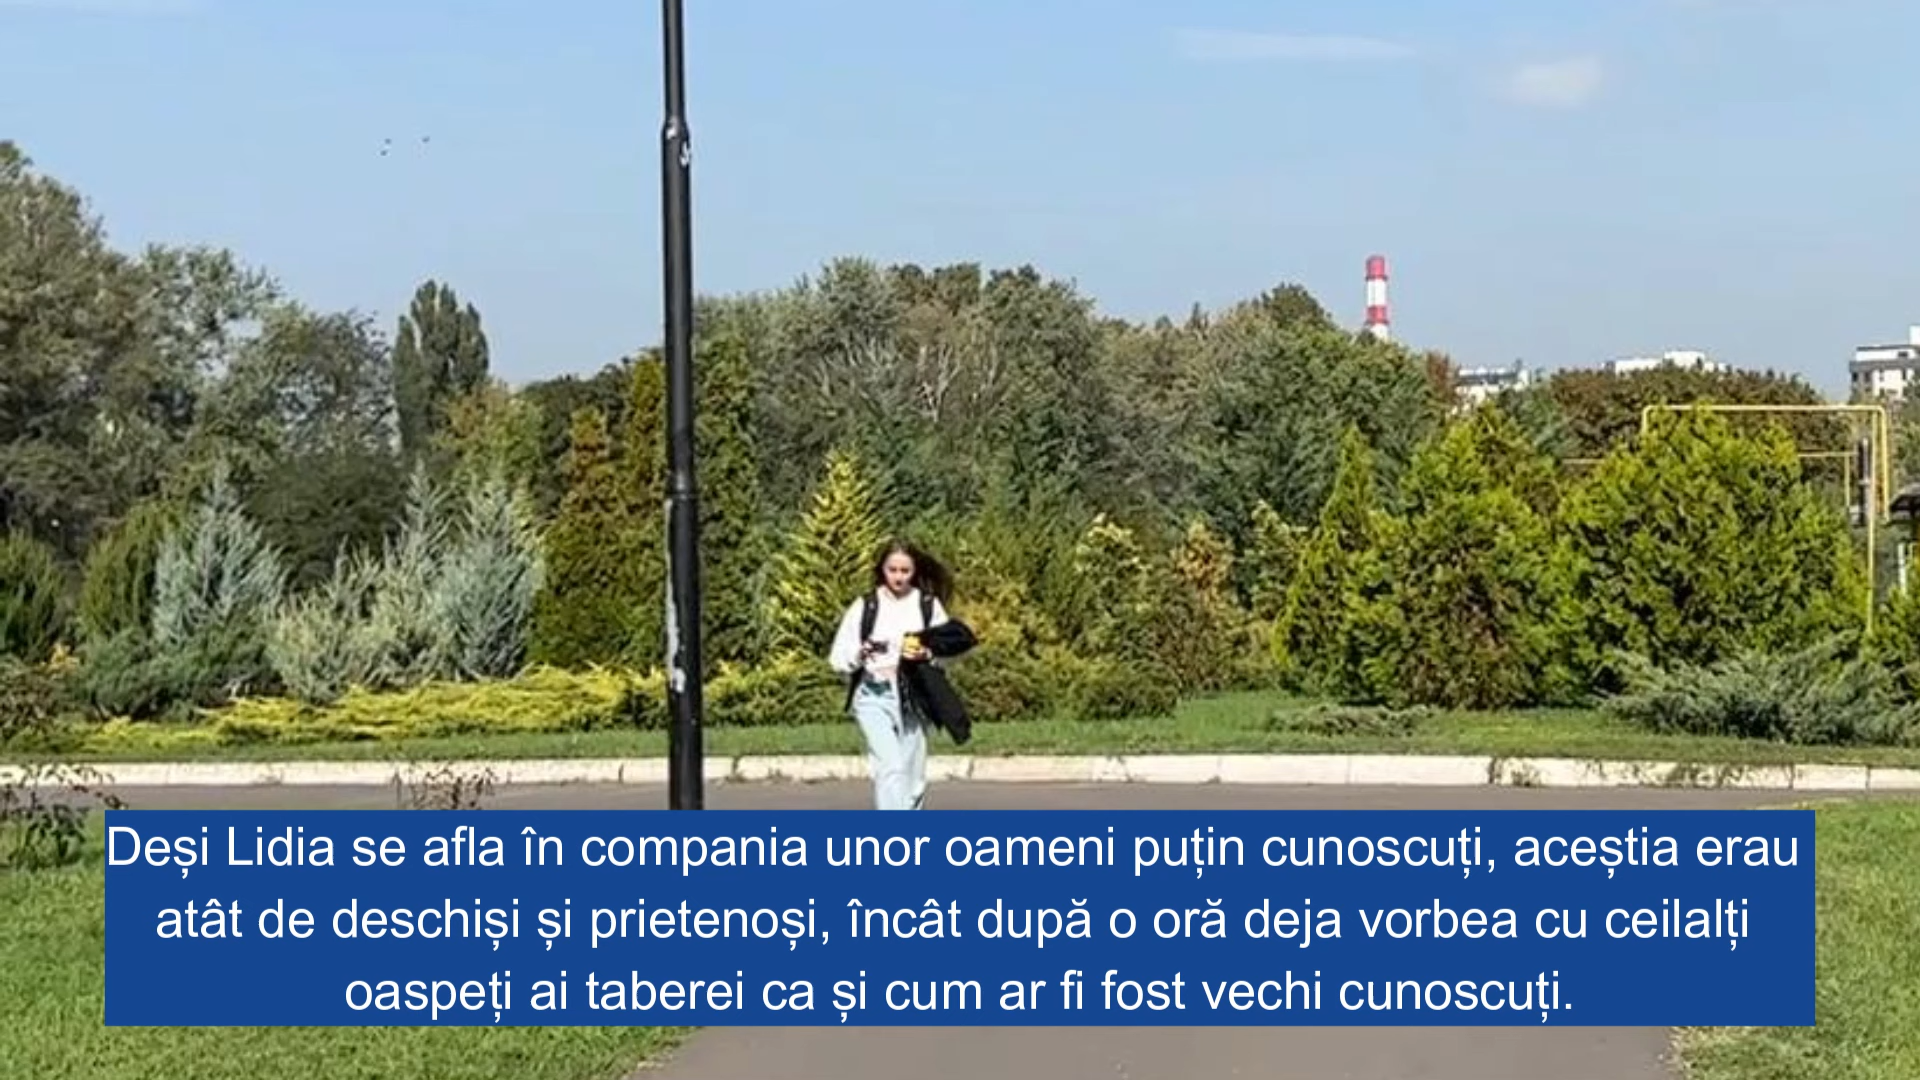 Deși Lidia se afla în compania unor oameni puțin cunoscuți, aceștia erau
atât de deschiși și prietenoși, încât după o oră deja vorbea cu ceilalți
oaspeți ai taberei ca și cum ar fi fost vechi cunoscuți.